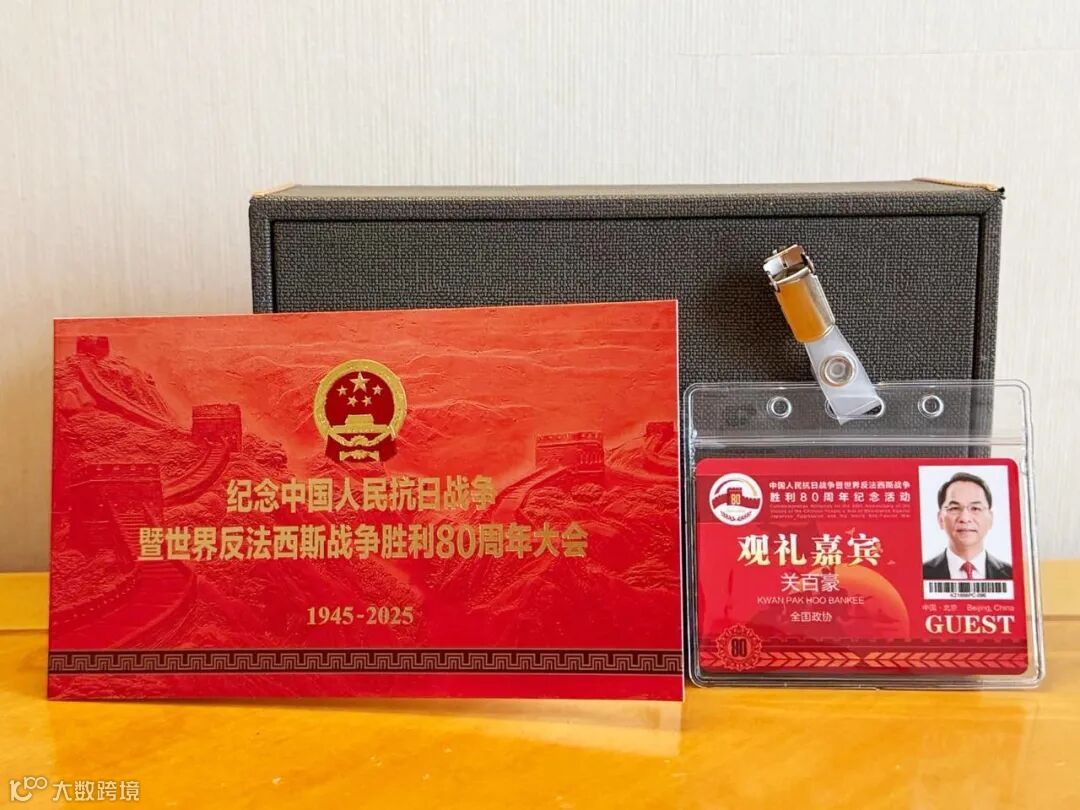 纪念中国人民抗日战争
暨世界反法西斯战争胜利80周年大会
1945-2025
80
中国人民抗日战争暨世界反法西斯战争
胜利80周年纪念活动
观礼嘉宾
关百豪
KWAN PAK HOO BANKEE
全国政协
中国·北京 Beijing, China
GUEST
80
大数跨境